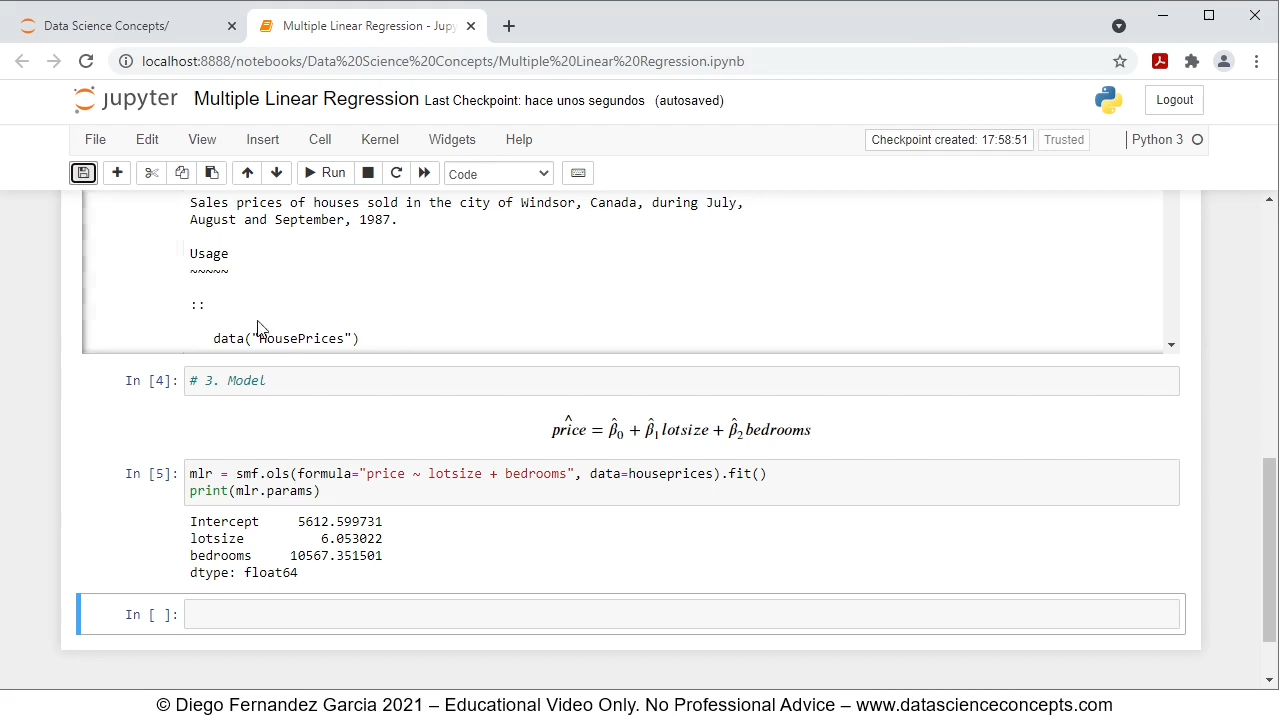 Data Science Concepts/
Multiple Linear Regression - Jupy
localhost:8888/notebooks/Data%20Science%20Concepts/Multiple%20Linear%20Regression.ipynb
jupyter Multiple Linear Regression Last Checkpoint: hace unos segundos (autosaved)
Logout
File Edit View Insert Cell Kernel Widgets Help
Checkpoint created: 17:58:51 Trusted Python 3
Run Code
Sales prices of houses sold in the city of Windsor, Canada, during July,
August and September, 1987.
Usage
~~~~~
::
data("HousePrices")
In [4]: # 3. Model
price^ = β̂0 + β̂1 lotsize + β̂2 bedrooms
In [5]: mlr = smf.ols(formula="price ~ lotsize + bedrooms", data=houseprices).fit()
print(mlr.params)
Intercept 5612.599731
lotsize 6.053022
bedrooms 10567.351501
dtype: float64
In [ ]:
© Diego Fernandez Garcia 2021 – Educational Video Only. No Professional Advice – www.datascienceconcepts.com